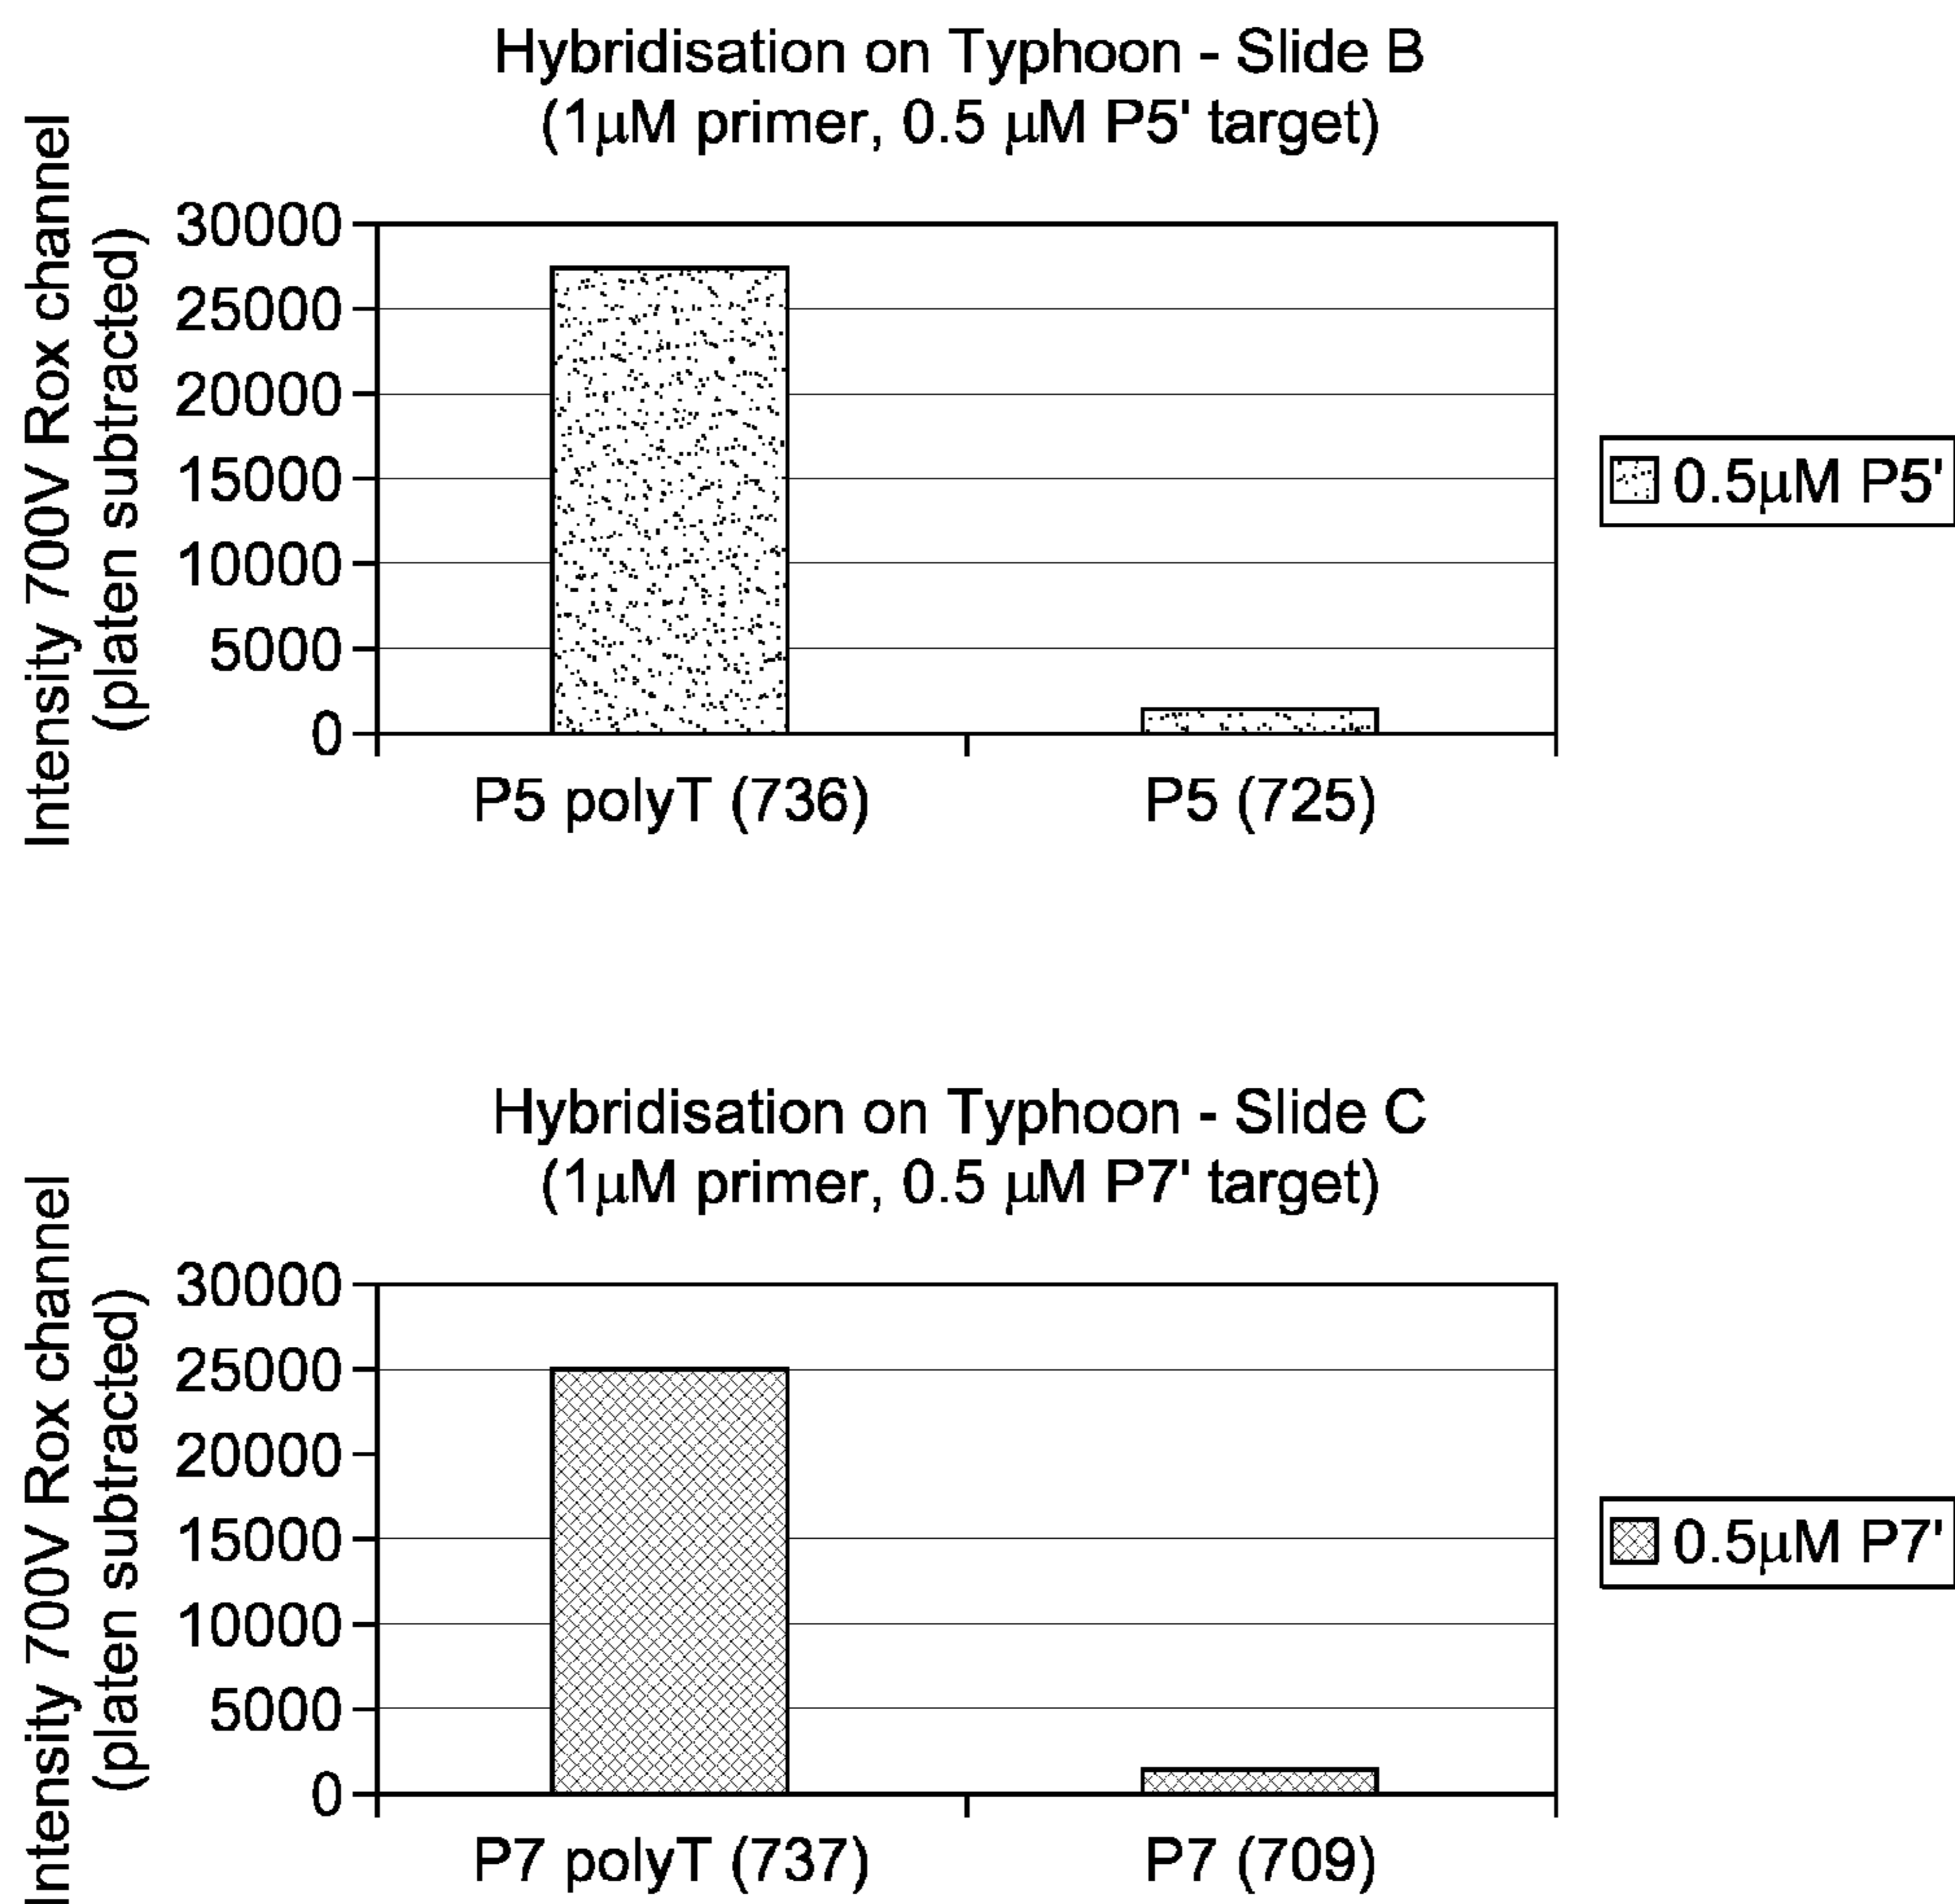 Hybridisation on Typhoon - Slide B
(1µM primer, 0.5 µM P5' target)
Intensity 700V Rox channel
(platen subtracted)
30000
25000
20000
15000
10000
5000
0
P5 polyT (736)
P5 (725)
0.5µM P5'
Hybridisation on Typhoon - Slide C
(1µM primer, 0.5 µM P7' target)
Intensity 700V Rox channel
(platen subtracted)
30000
25000
20000
15000
10000
5000
0
P7 polyT (737)
P7 (709)
0.5µM P7'